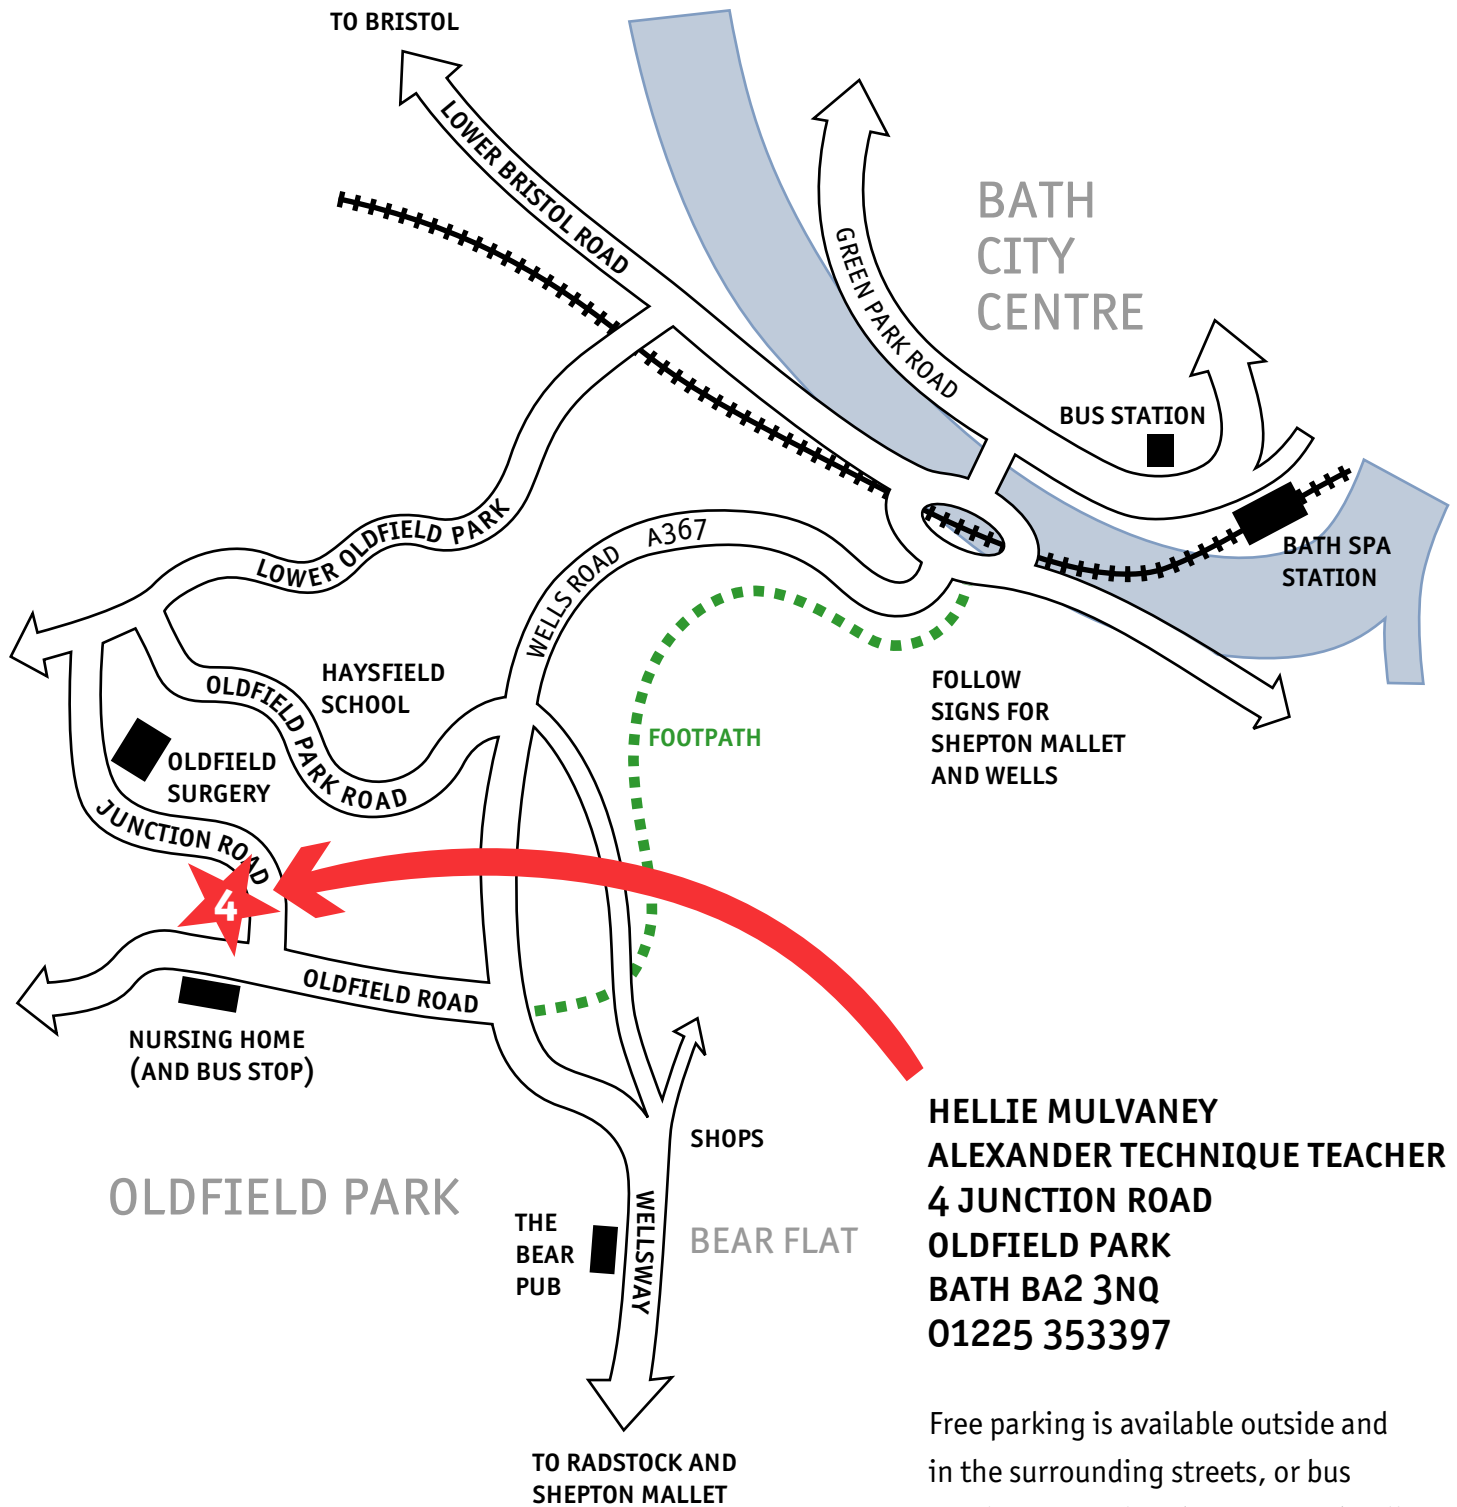 TO BRISTOL
LOWER BRISTOL ROAD
GREEN PARK ROAD
BATH
CITY
CENTRE
BUS STATION
BATH SPA
STATION
LOWER OLDFIELD PARK
WELLS ROAD A367
HAYSFIELD
SCHOOL
OLDFIELD PARK ROAD
FOLLOW
SIGNS FOR
SHEPTON MALLET
AND WELLS
FOOTPATH
OLDFIELD
SURGERY
JUNCTION ROAD
4
OLDFIELD ROAD
NURSING HOME
(AND BUS STOP)
SHOPS
OLDFIELD PARK
THE
BEAR
PUB
WELLSWAY
BEAR FLAT
TO RADSTOCK AND
SHEPTON MALLET
HELLIE MULVANEY
ALEXANDER TECHNIQUE TEACHER
4 JUNCTION ROAD
OLDFIELD PARK
BATH BA2 3NQ
01225 353397
Free parking is available outside and
in the surrounding streets, or bus